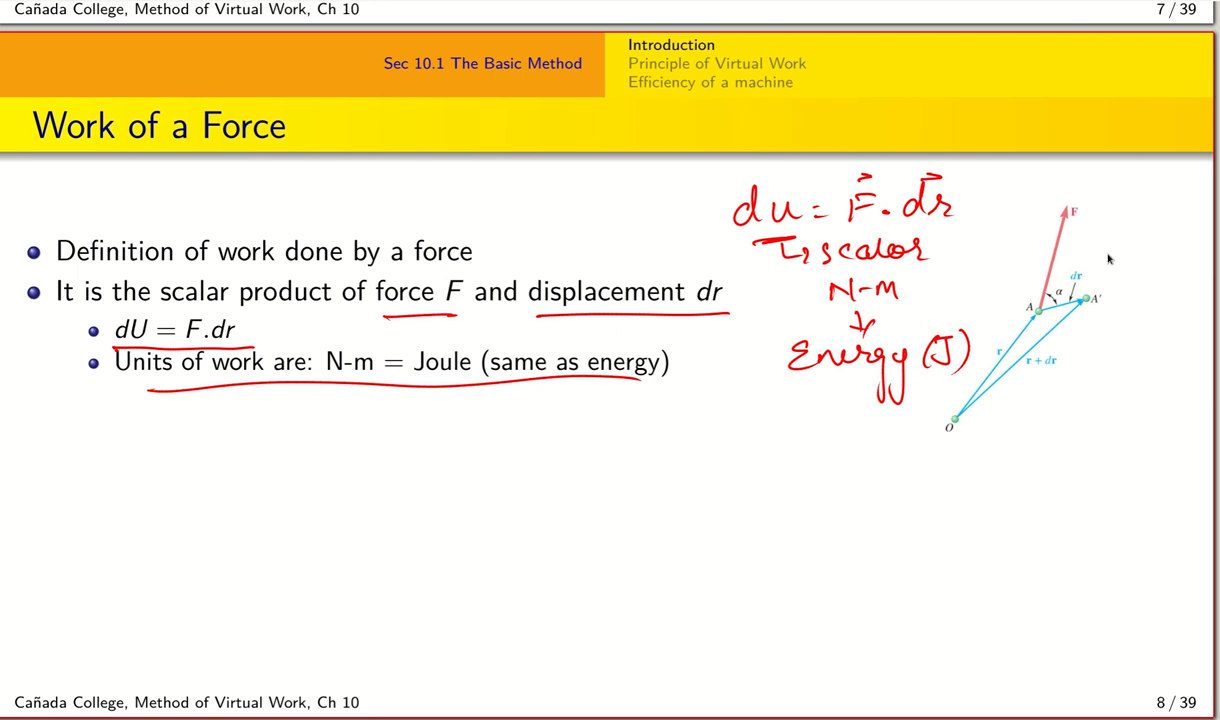 Cañada College, Method of Virtual Work, Ch 10 7 / 39
Sec 10.1 The Basic Method
Introduction
Principle of Virtual Work
Efficiency of a machine
Work of a Force
Definition of work done by a force
It is the scalar product of force F and displacement dr
dU = F.dr
Units of work are: N-m = Joule (same as energy)
du = F . dr
scalar
N-m
Energy (J)
F
dr
α
A
A'
r
r + dr
O
Cañada College, Method of Virtual Work, Ch 10 8 / 39